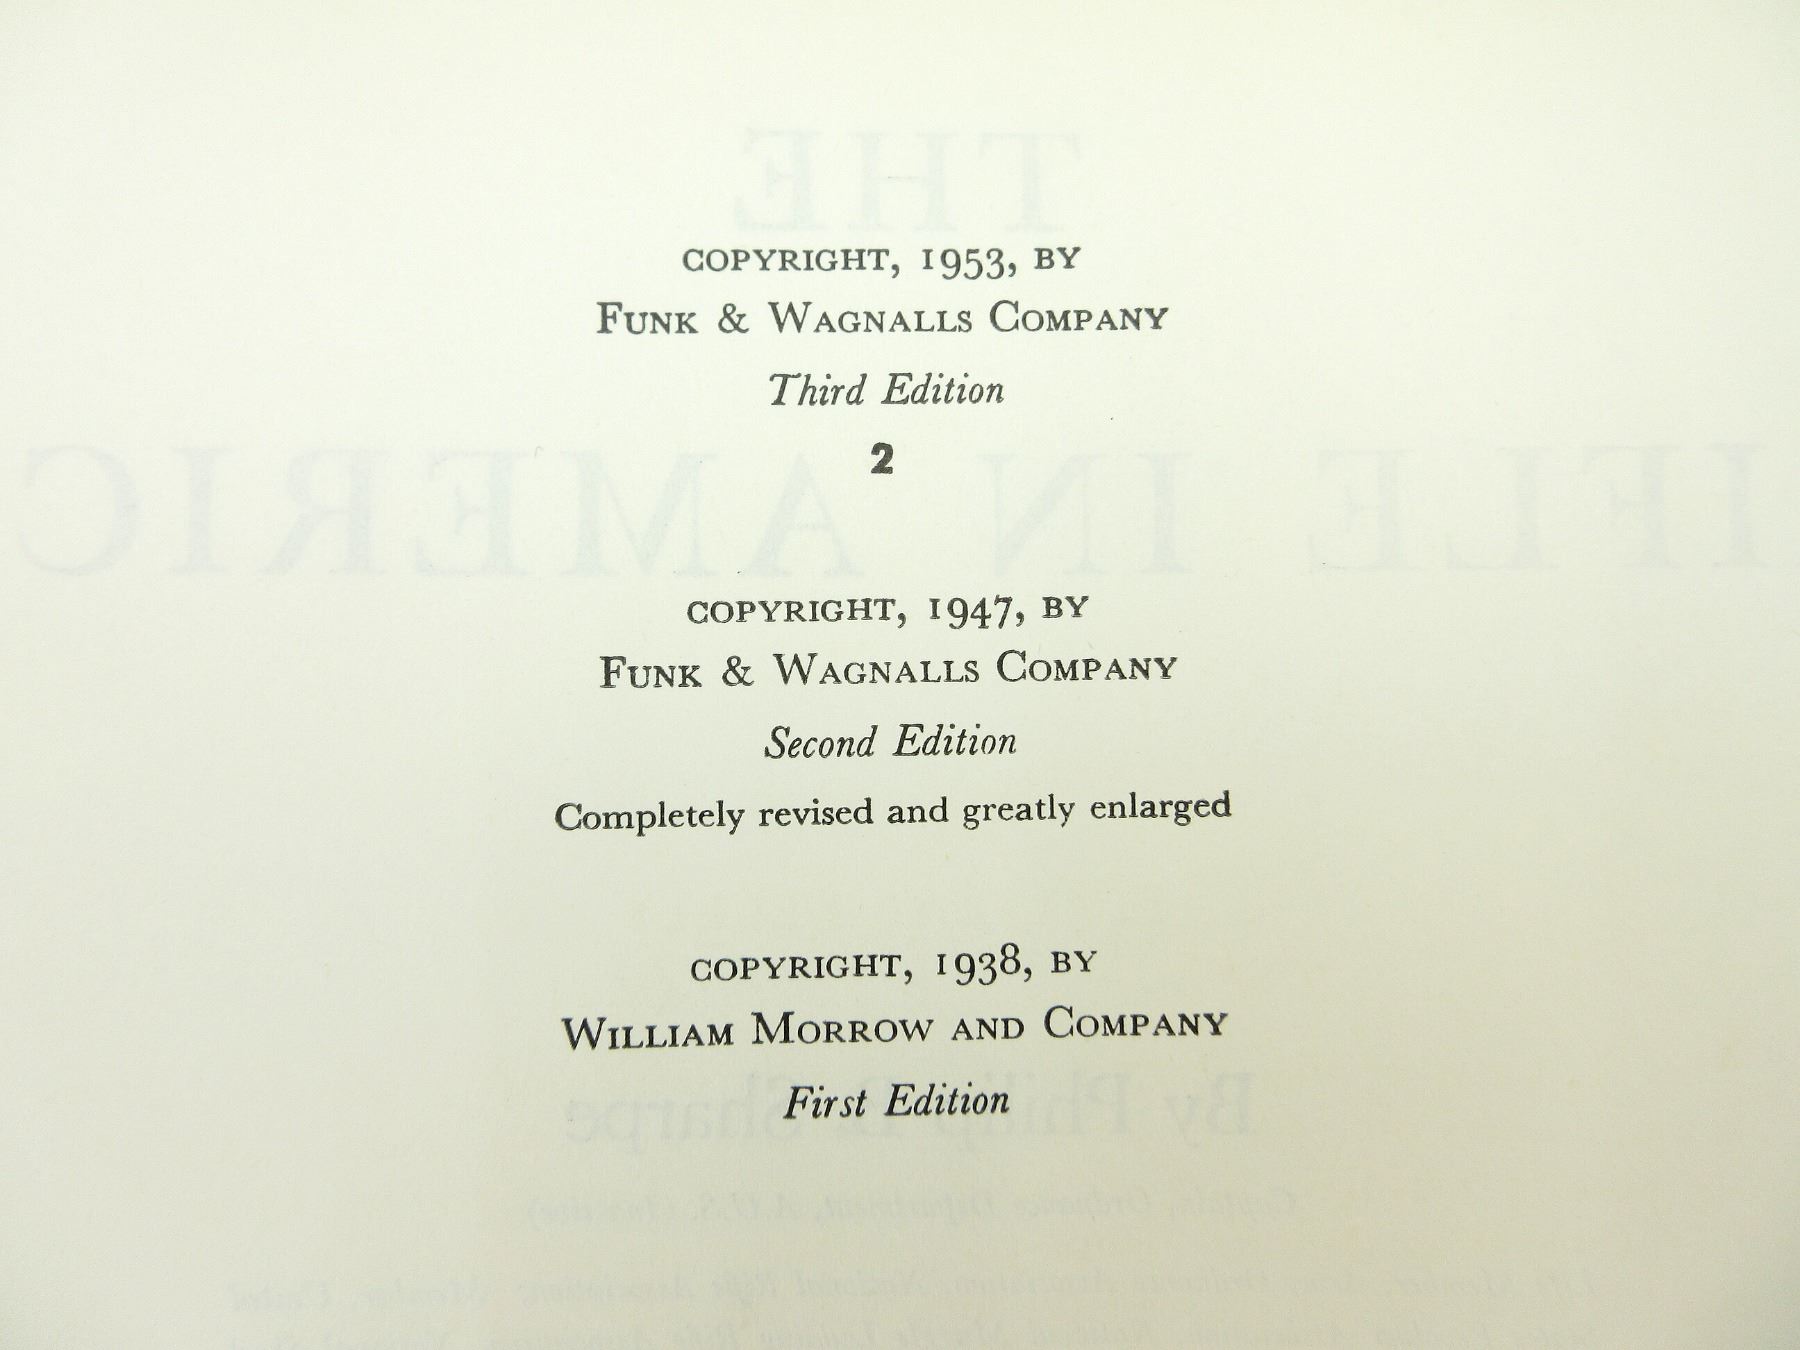 COPYRIGHT, 1953, BY
FUNK & WAGNALLS COMPANY
Third Edition
2
COPYRIGHT, 1947, BY
FUNK & WAGNALLS COMPANY
Second Edition
Completely revised and greatly enlarged
COPYRIGHT, 1938, BY
WILLIAM MORROW AND COMPANY
First Edition